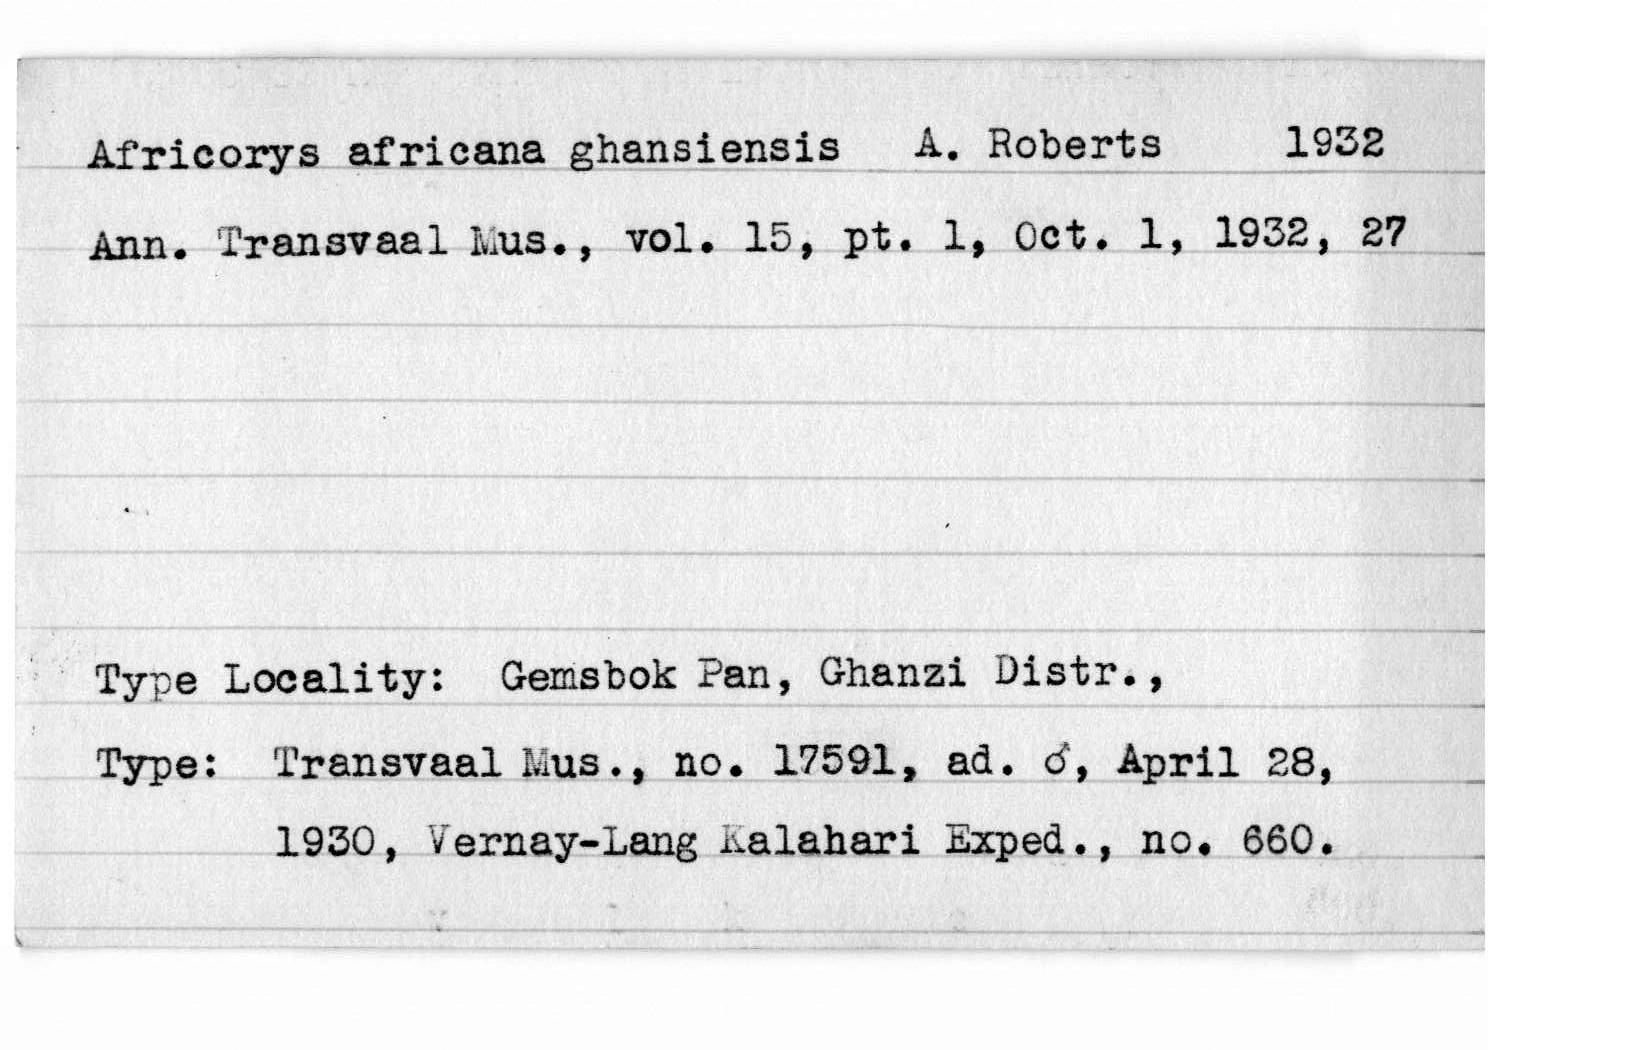 Africorys africana ghansiensis A. Roberts 1932
Ann. Transvaal Mus., vol. 15, pt. 1, Oct. 1, 1932, 27
Type Locality: Gemsbok Pan, Ghanzi Distr.,
Type: Transvaal Mus., no. 17591, ad. ♂, April 28,
1930, Vernay-Lang Kalahari Exped., no. 660.